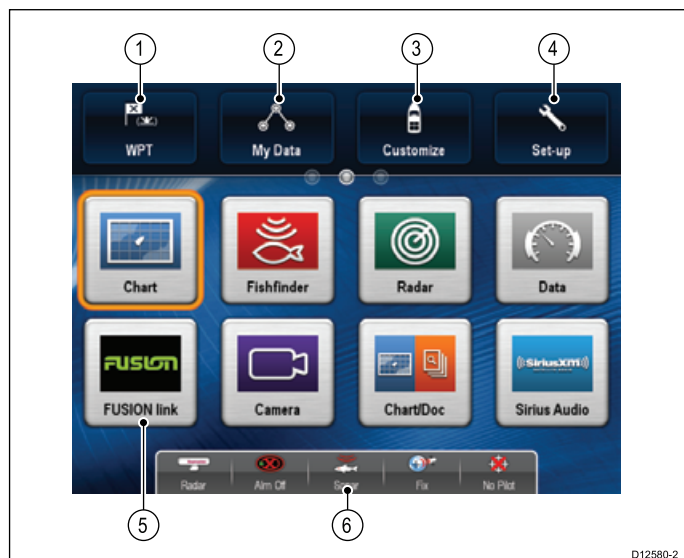 1 2 3 4
WPT My Data Customize Set-up
Chart Fishfinder Radar Data
FUSION
((SiriusXM))
FUSION link Camera Chart/Doc Sirius Audio
Radar Alm Off Sonar Fix No Pilot
5 6
D12580-2